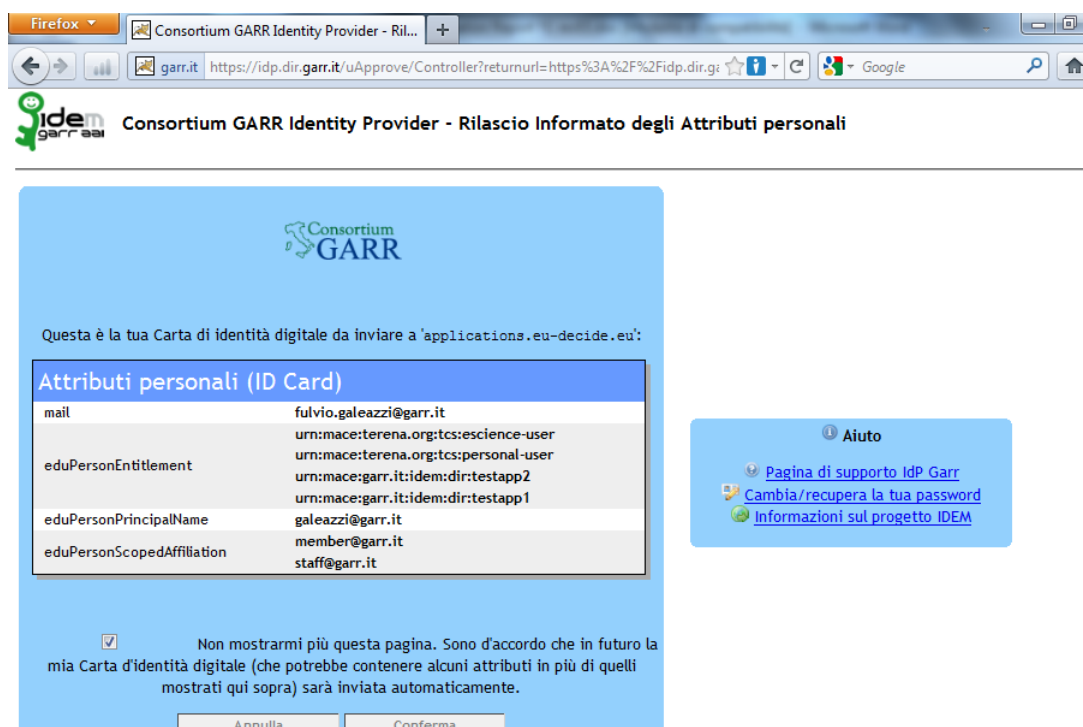 Firefox
Consortium GARR Identity Provider - Ril...
garr.it https://idp.dir.garr.it/uApprove/Controller?returnurl=https%3A%2F%2Fidp.dir.ga
Google
idem
garr aai
Consortium GARR Identity Provider - Rilascio Informato degli Attributi personali
Consortium
GARR
Questa è la tua Carta di identità digitale da inviare a 'applications.eu-decide.eu':
Attributi personali (ID Card)
mail fulvio.galeazzi@garr.it
eduPersonEntitlement
urn:mace:terena.org:tcs:escience-user
urn:mace:terena.org:tcs:personal-user
urn:mace:garr.it:idem:dir:testapp2
urn:mace:garr.it:idem:dir:testapp1
eduPersonPrincipalName galeazzi@garr.it
eduPersonScopedAffiliation
member@garr.it
staff@garr.it
Non mostrarmi più questa pagina. Sono d'accordo che in futuro la
mia Carta d'identità digitale (che potrebbe contenere alcuni attributi in più di quelli
mostrati qui sopra) sarà inviata automaticamente.
Annulla Conferma
Aiuto
Pagina di supporto IdP Garr
Cambia/recupera la tua password
Informazioni sul progetto IDEM